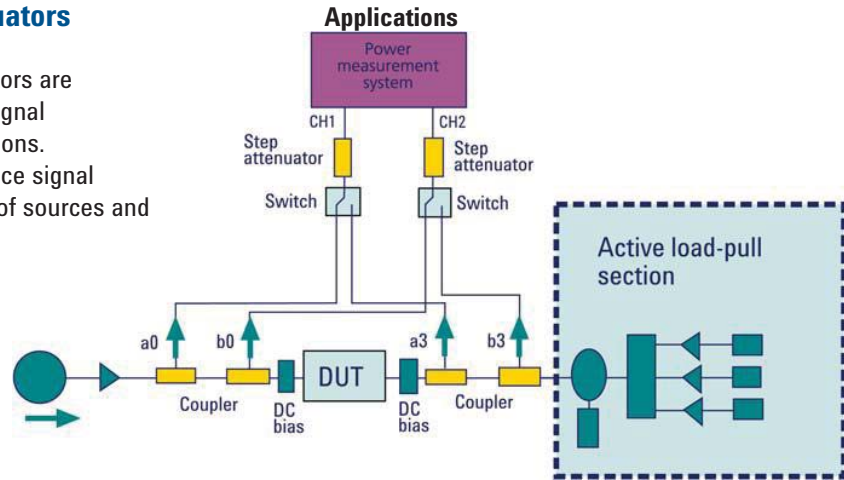 uators
ors are
gnal
ons.
ce signal
of sources and
Applications
Power
measurement
system
CH1
CH2
Step
attenuator
Step
attenuator
Switch
Switch
Active load-pull
section
a0
b0
a3
b3
DUT
Coupler
DC
bias
DC
bias
Coupler